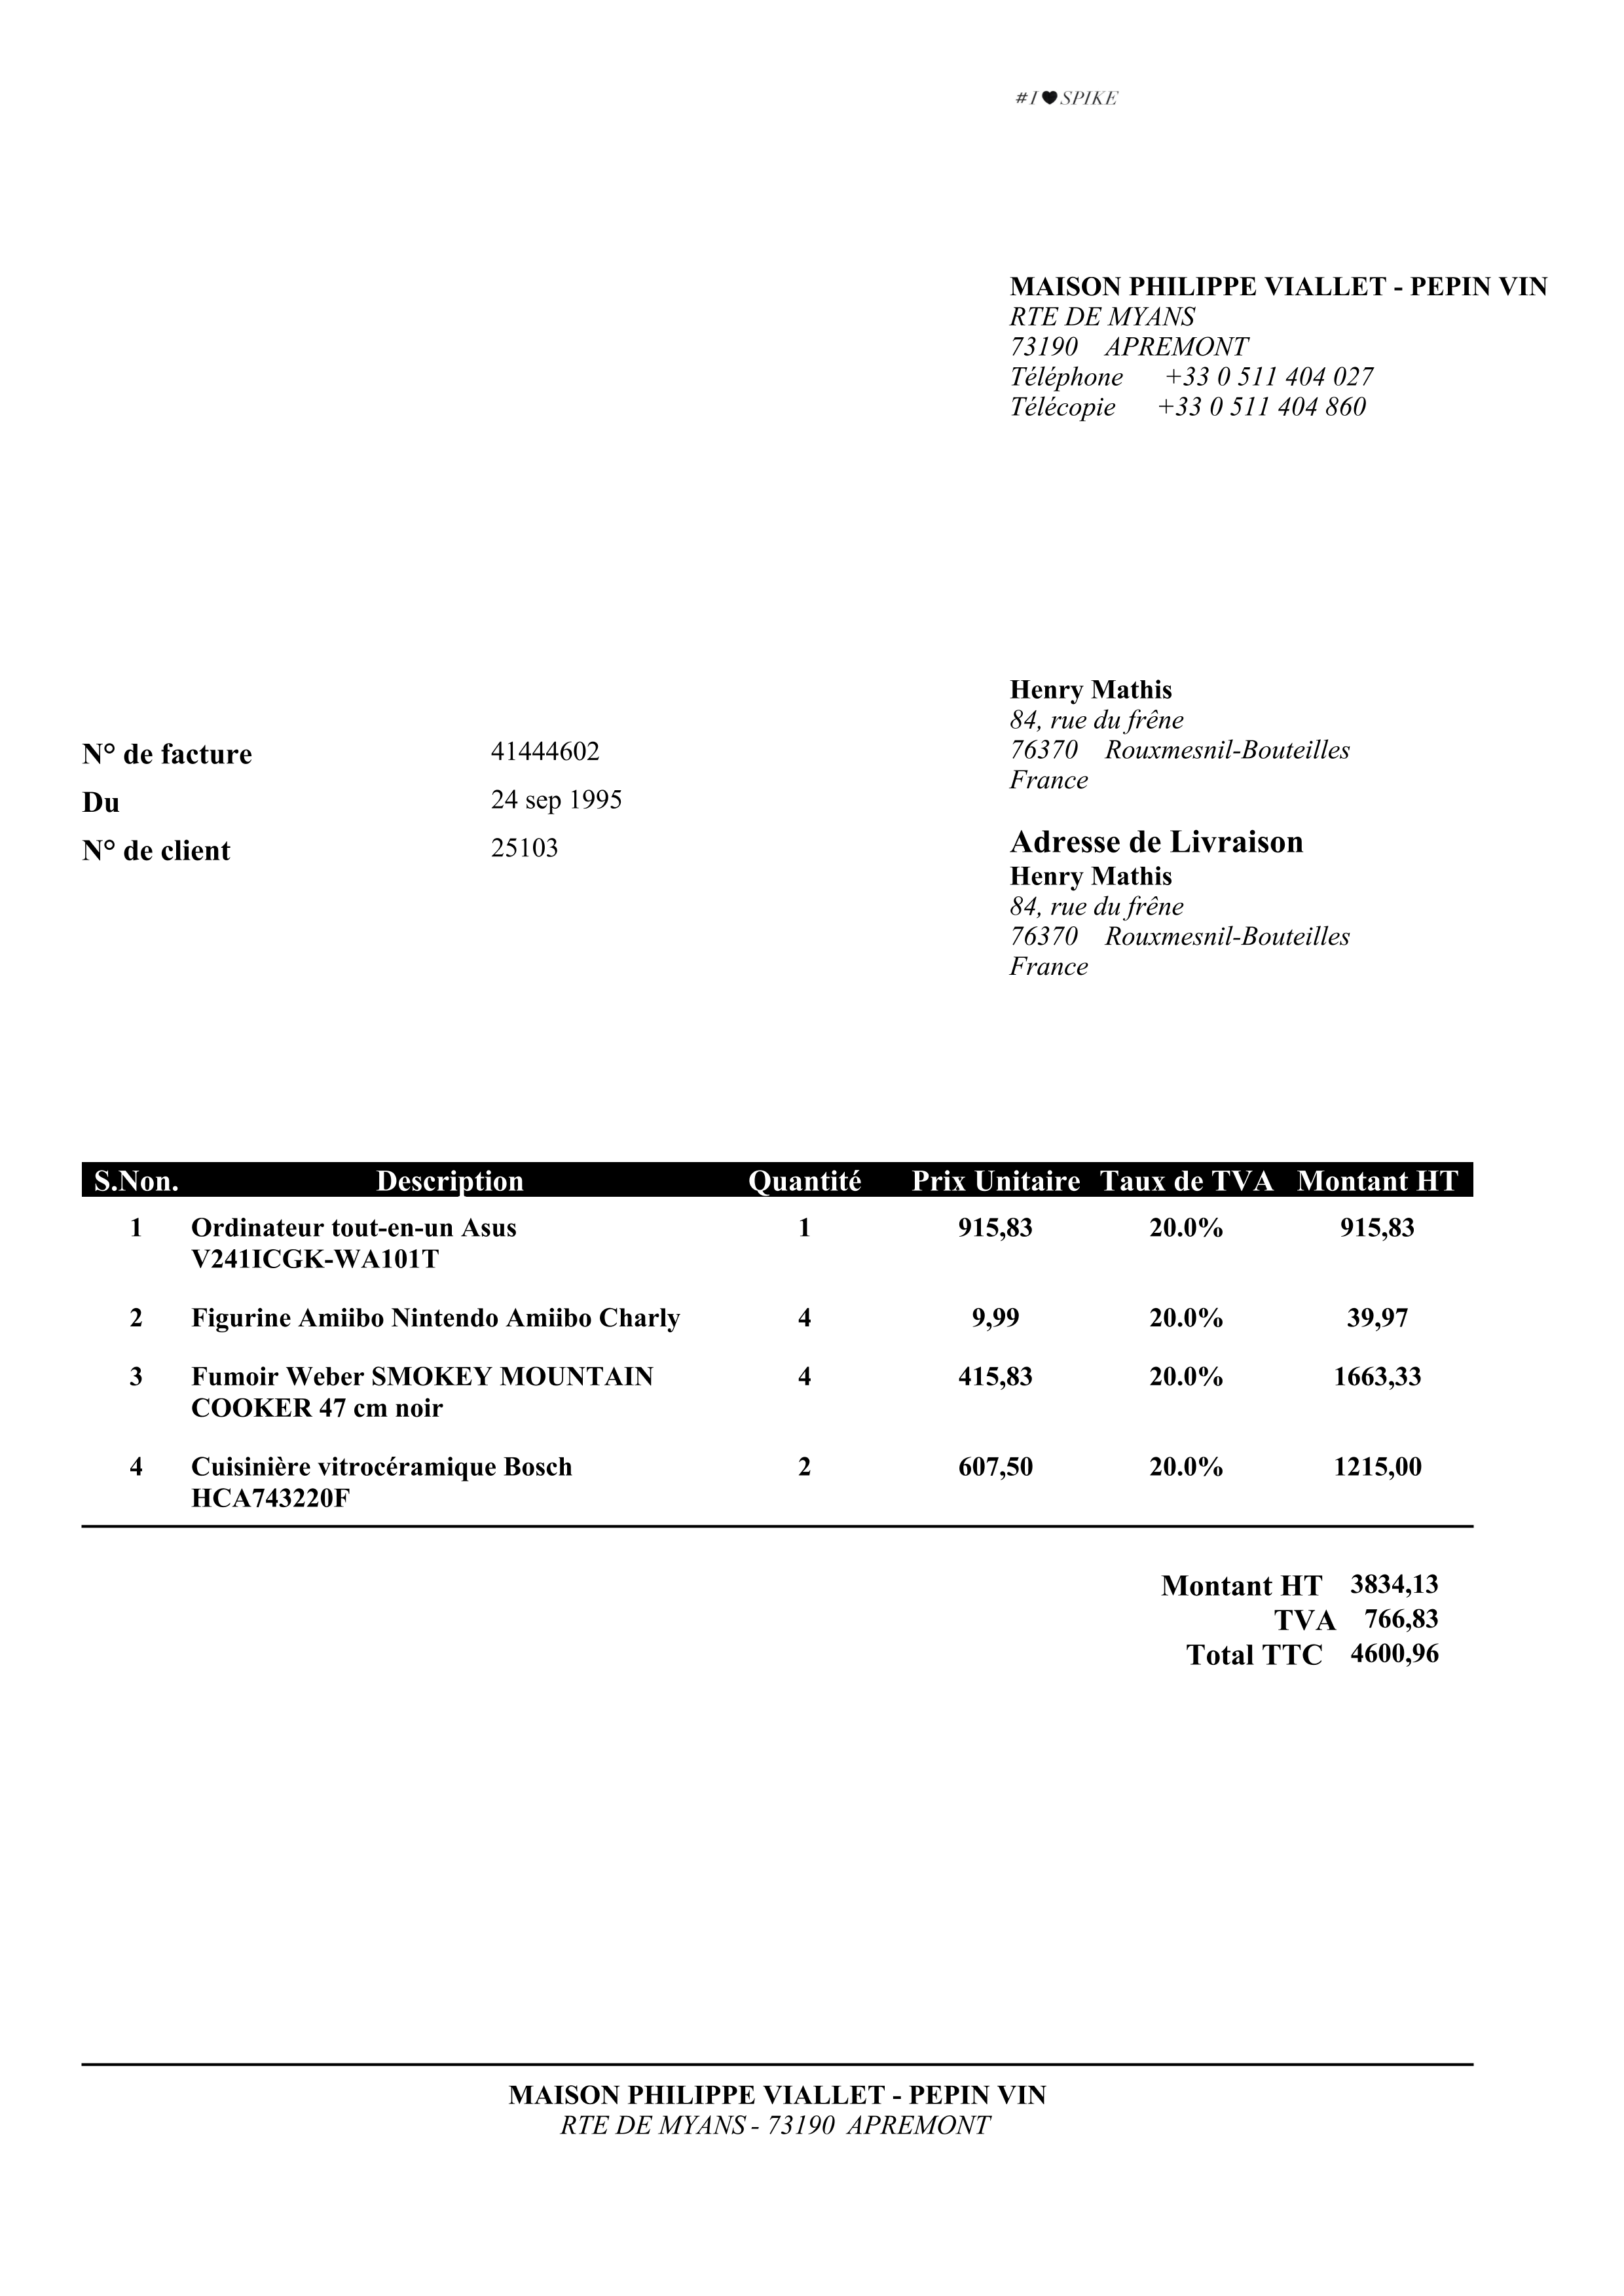 #I♥SPIKE
MAISON PHILIPPE VIALLET - PEPIN VIN
RTE DE MYANS
73190 APREMONT
Téléphone +33 0 511 404 027
Télécopie +33 0 511 404 860
Henry Mathis
84, rue du frêne
76370 Rouxmesnil-Bouteilles
France
N° de facture 41444602
Du 24 sep 1995
N° de client 25103
Adresse de Livraison
Henry Mathis
84, rue du frêne
76370 Rouxmesnil-Bouteilles
France
S.Non. Description Quantité Prix Unitaire Taux de TVA Montant HT
1 Ordinateur tout-en-un Asus 1 915,83 20.0% 915,83
V241ICGK-WA101T
2 Figurine Amiibo Nintendo Amiibo Charly 4 9,99 20.0% 39,97
3 Fumoir Weber SMOKEY MOUNTAIN 4 415,83 20.0% 1663,33
COOKER 47 cm noir
4 Cuisinière vitrocéramique Bosch 2 607,50 20.0% 1215,00
HCA743220F
Montant HT 3834,13
TVA 766,83
Total TTC 4600,96
MAISON PHILIPPE VIALLET - PEPIN VIN
RTE DE MYANS - 73190 APREMONT